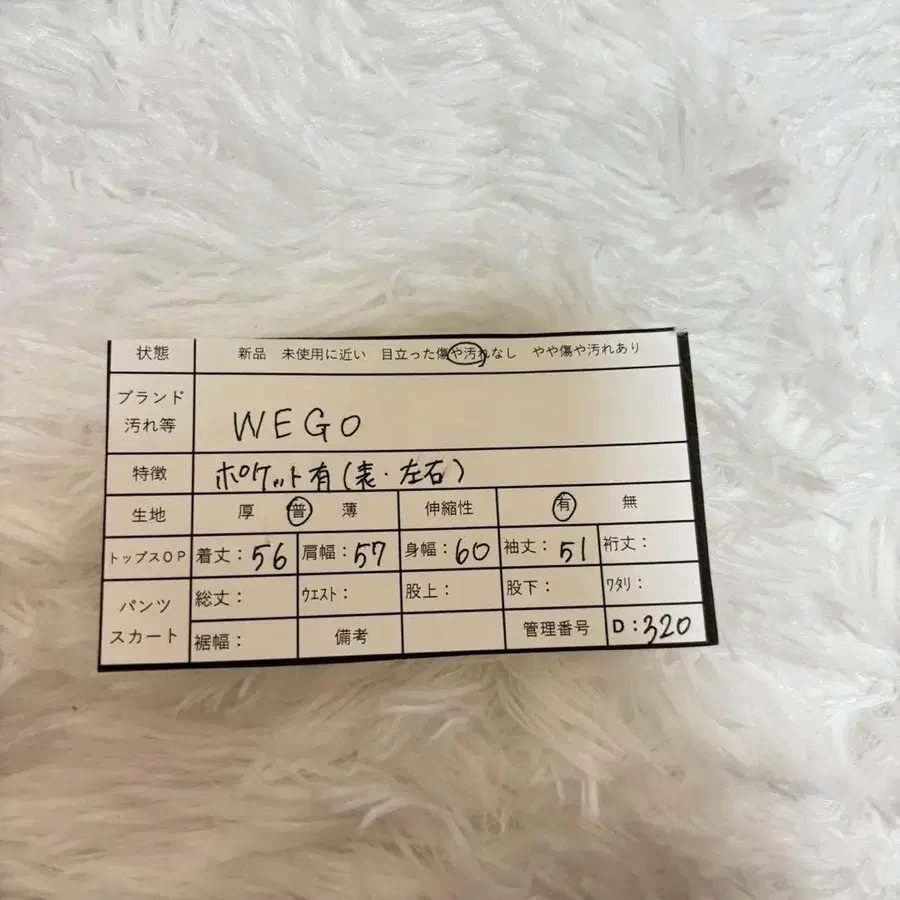 状態 新品 未使用に近い 目立った傷や汚れなし やや傷や汚れあり
ブランド
汚れ等 WEGO
特徴 ポケット有(表・左右)
生地 厚 普 薄 伸縮性 有 無
トップスOP 着丈:56 肩幅:57 身幅:60 袖丈:51 裄丈:
パンツ
スカート
総丈: ウエスト: 股上: 股下: ワタリ:
裾幅: 備考 管理番号 D:320